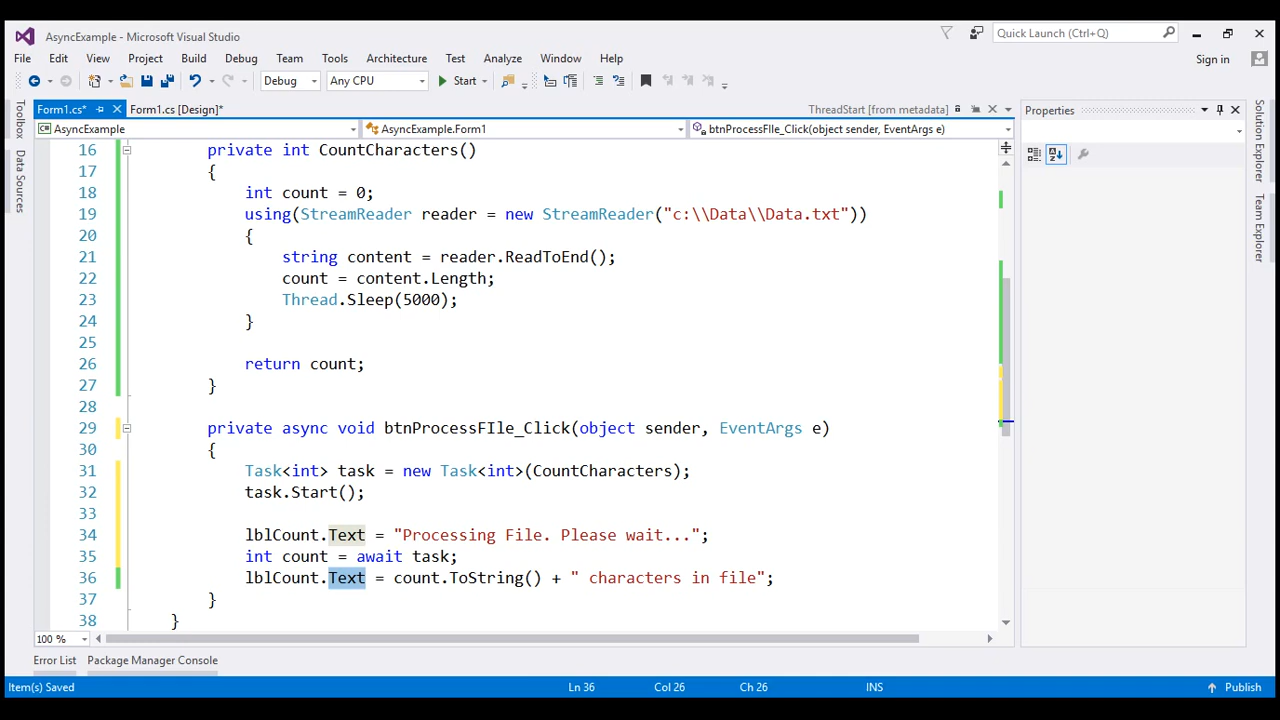 AsyncExample - Microsoft Visual Studio
Quick Launch (Ctrl+Q)
File Edit View Project Build Debug Team Tools Test Analyze Window Help
Sign in
Debug Any CPU Start
Form1.cs* Form1.cs [Design]* ThreadStart [from metadata]
AsyncExample AsyncExample.Form1 btnProcessFIle_Click(object sender, EventArgs e)
Toolbox
Data Sources
16 private int CountCharacters()
17 {
18 int count = 0;
19 using(StreamReader reader = new StreamReader("c:\\Data\\Data.txt"))
20 {
21 string content = reader.ReadToEnd();
22 count = content.Length;
23 Thread.Sleep(5000);
24 }
25
26 return count;
27 }
28
29 private async void btnProcessFIle_Click(object sender, EventArgs e)
30 {
31 Task<int> task = new Task<int>(CountCharacters);
32 task.Start();
33
34 lblCount.Text = "Processing File. Please wait...";
35 int count = await task;
36 lblCount.Text = count.ToString() + " characters in file";
37 }
38 }
100 %
Properties
Solution Explorer
Team Explorer
Error List Package Manager Console
Item(s) Saved Ln 36 Col 26 Ch 26 INS Publish